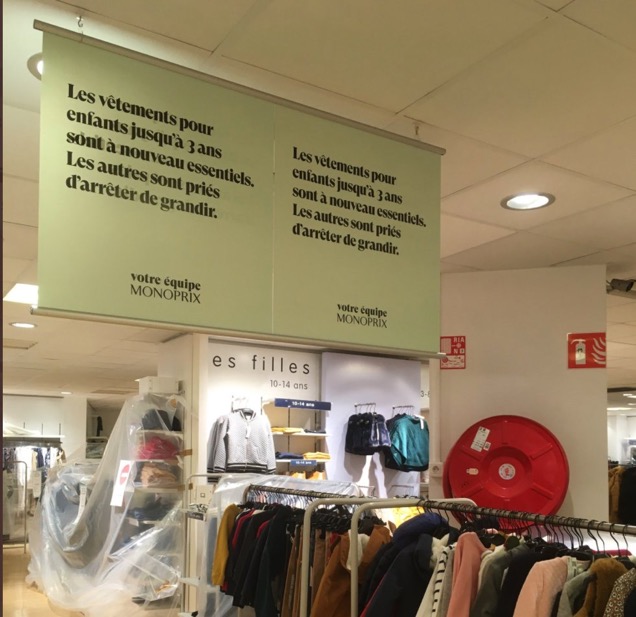 Les vêtements pour
enfants jusqu'à 3 ans
sont à nouveau essentiels.
Les autres sont priés
d'arrêter de grandir.
votre équipe
MONOPRIX
Les vêtements pour
enfants jusqu'à 3 ans
sont à nouveau essentiels.
Les autres sont priés
d'arrêter de grandir.
votre équipe
MONOPRIX
es filles
10-14 ans
10-14 ans
RIA